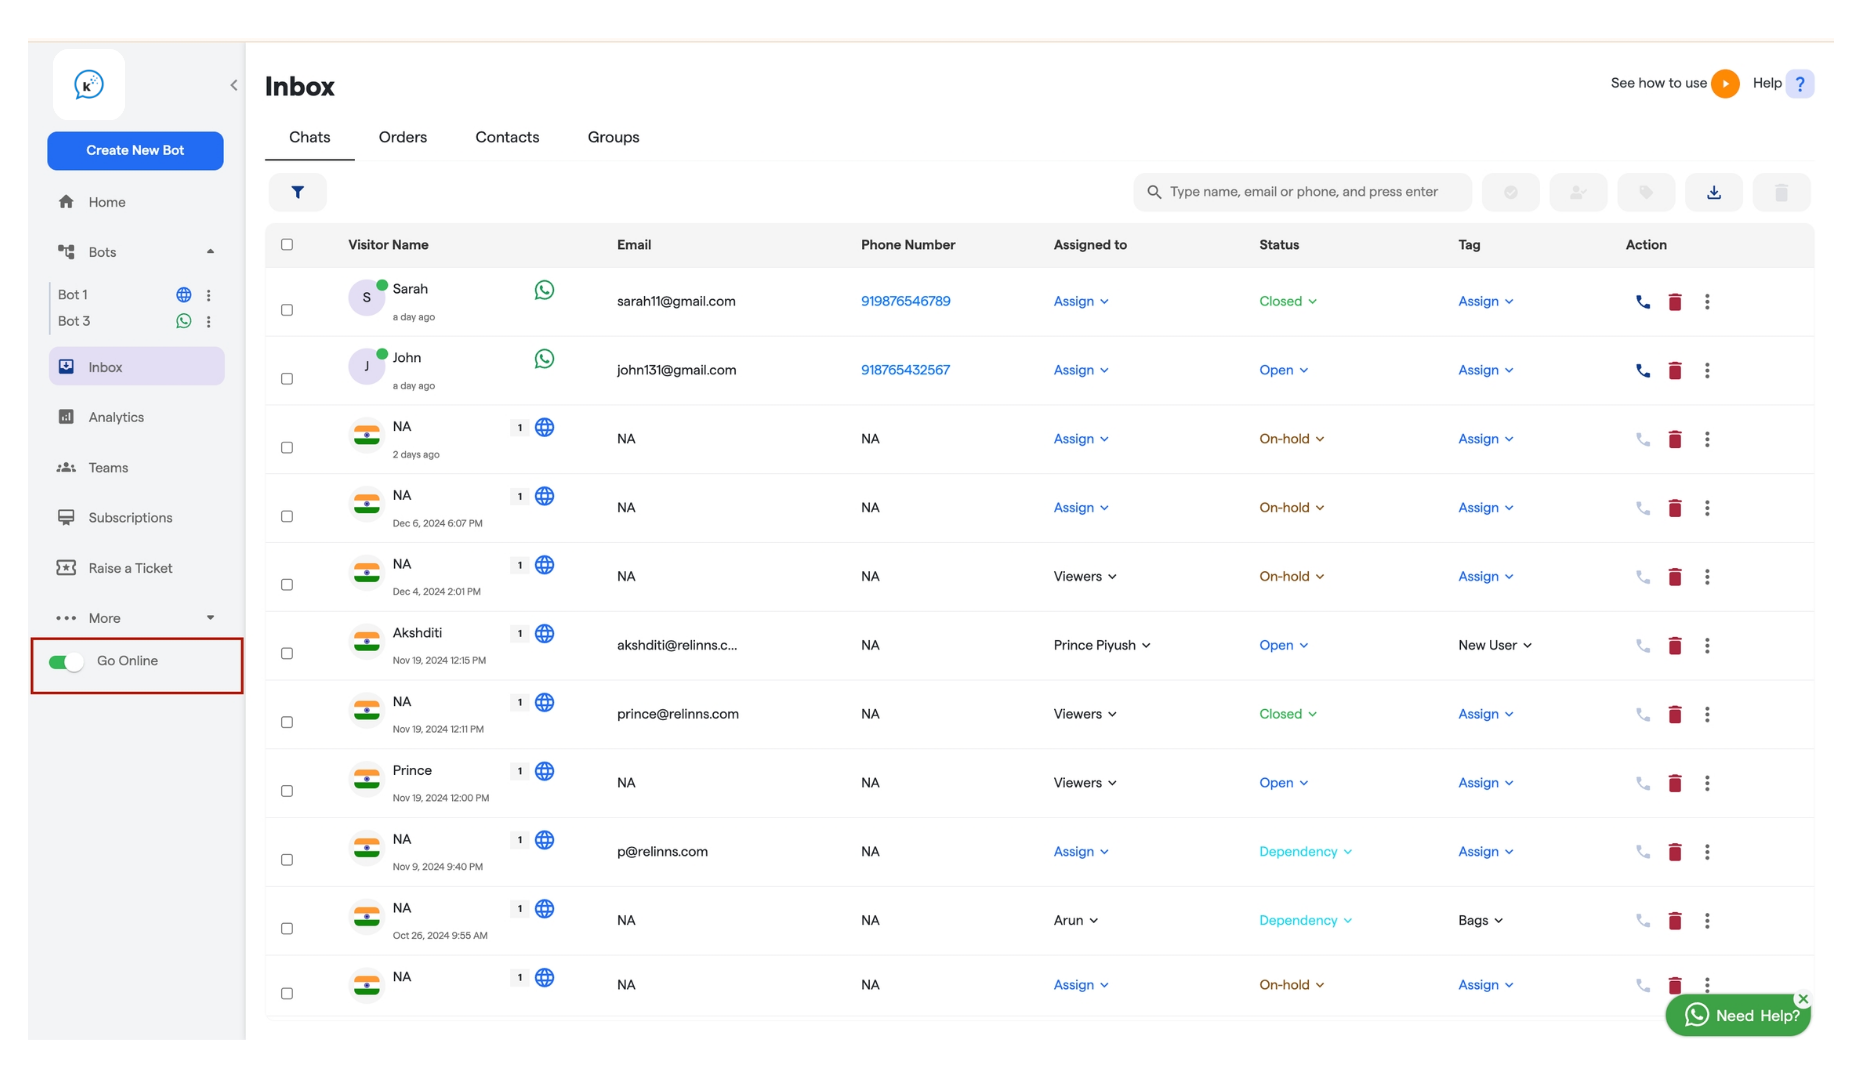 K
Create New Bot
Home
Bots
Bot 1
Bot 3
Inbox
Analytics
Teams
Subscriptions
Raise a Ticket
More
Go Online
Inbox
See how to use
Help ?
Chats Orders Contacts Groups
Type name, email or phone, and press enter
Visitor Name Email Phone Number Assigned to Status Tag Action
S Sarah sarah11@gmail.com 919876546789 Assign Closed Assign
a day ago
J John john131@gmail.com 918765432567 Assign Open Assign
a day ago
NA 1 NA NA Assign On-hold Assign
2 days ago
NA 1 NA NA Assign On-hold Assign
Dec 6, 2024 6:07 PM
NA 1 NA NA Viewers On-hold Assign
Dec 4, 2024 2:01 PM
Akshditi 1 akshditi@relinns.c... NA Prince Piyush Open New User
Nov 19, 2024 12:15 PM
NA 1 prince@relinns.com NA Viewers Closed Assign
Nov 19, 2024 12:11 PM
Prince 1 NA NA Viewers Open Assign
Nov 19, 2024 12:00 PM
NA 1 p@relinns.com NA Assign Dependency Assign
Nov 9, 2024 9:40 PM
NA 1 NA NA Arun Dependency Bags
Oct 26, 2024 9:55 AM
NA 1 NA NA Assign On-hold Assign
Need Help?